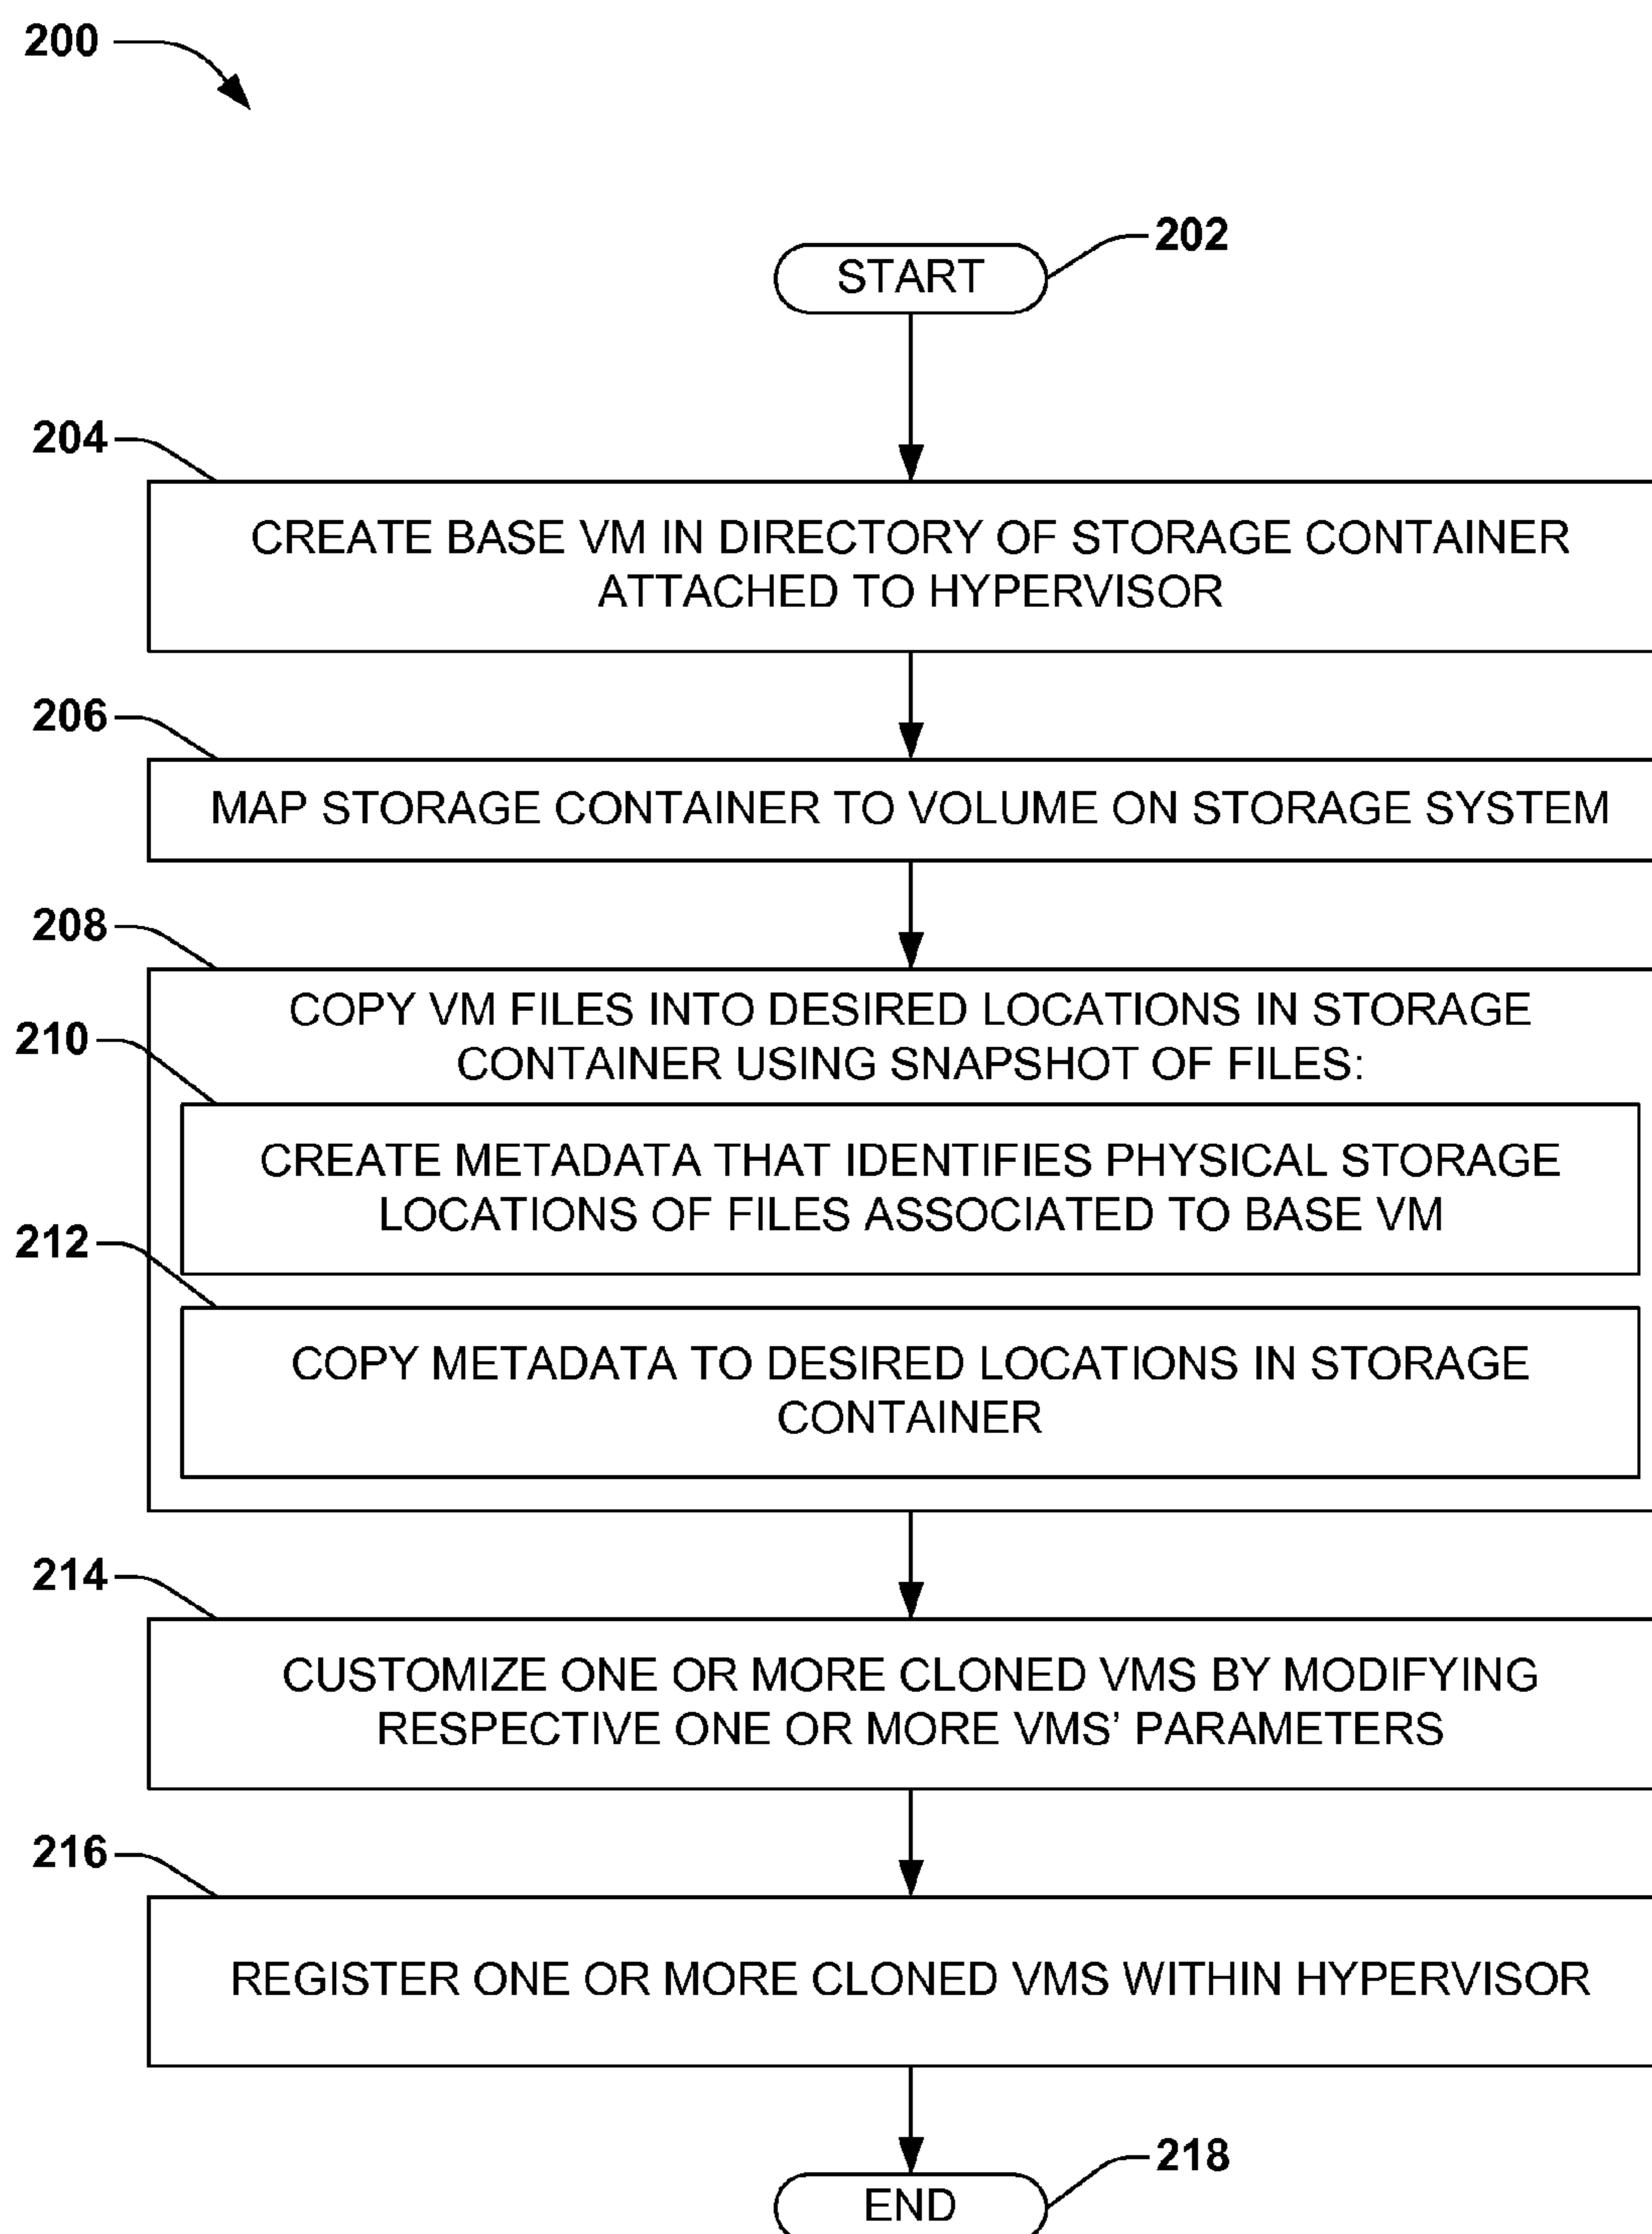 200
202
START
204
CREATE BASE VM IN DIRECTORY OF STORAGE CONTAINER
ATTACHED TO HYPERVISOR
206
MAP STORAGE CONTAINER TO VOLUME ON STORAGE SYSTEM
208
COPY VM FILES INTO DESIRED LOCATIONS IN STORAGE
CONTAINER USING SNAPSHOT OF FILES:
210
CREATE METADATA THAT IDENTIFIES PHYSICAL STORAGE
LOCATIONS OF FILES ASSOCIATED TO BASE VM
212
COPY METADATA TO DESIRED LOCATIONS IN STORAGE
CONTAINER
214
CUSTOMIZE ONE OR MORE CLONED VMS BY MODIFYING
RESPECTIVE ONE OR MORE VMS’ PARAMETERS
216
REGISTER ONE OR MORE CLONED VMS WITHIN HYPERVISOR
218
END